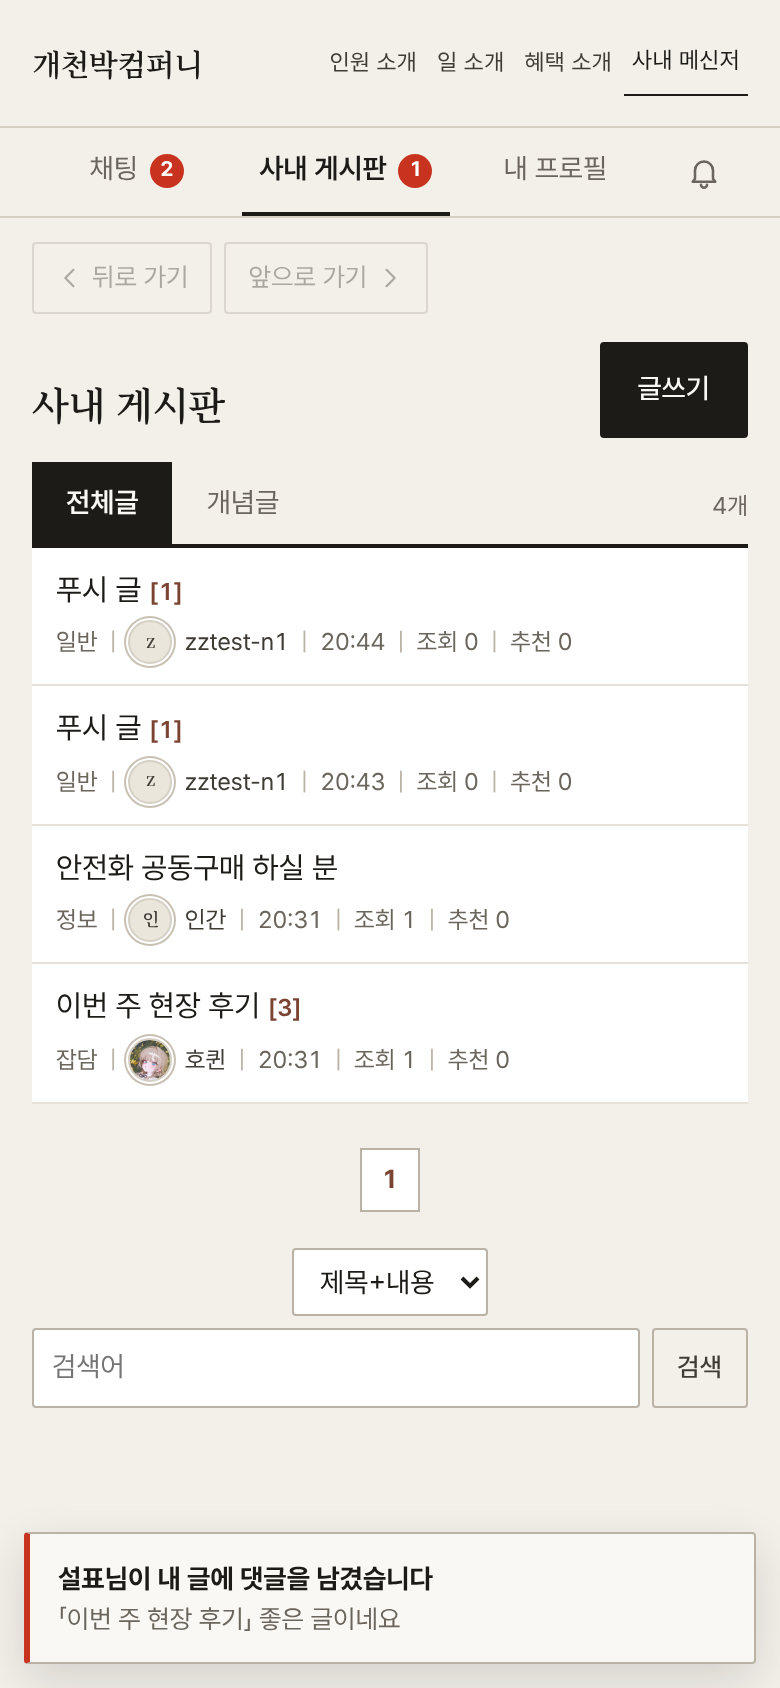 개천박컴퍼니 인원 소개 일 소개 혜택 소개 사내 메신저
채팅 2 사내 게시판 1 내 프로필
뒤로 가기 앞으로 가기
사내 게시판 글쓰기
전체글 개념글 4개
푸시 글 [1]
일반 | z zztest-n1 | 20:44 | 조회 0 | 추천 0
푸시 글 [1]
일반 | z zztest-n1 | 20:43 | 조회 0 | 추천 0
안전화 공동구매 하실 분
정보 | 인 인간 | 20:31 | 조회 1 | 추천 0
이번 주 현장 후기 [3]
잡담 | 호퀸 | 20:31 | 조회 1 | 추천 0
1
제목+내용
검색어 검색
설표님이 내 글에 댓글을 남겼습니다
「이번 주 현장 후기」 좋은 글이네요